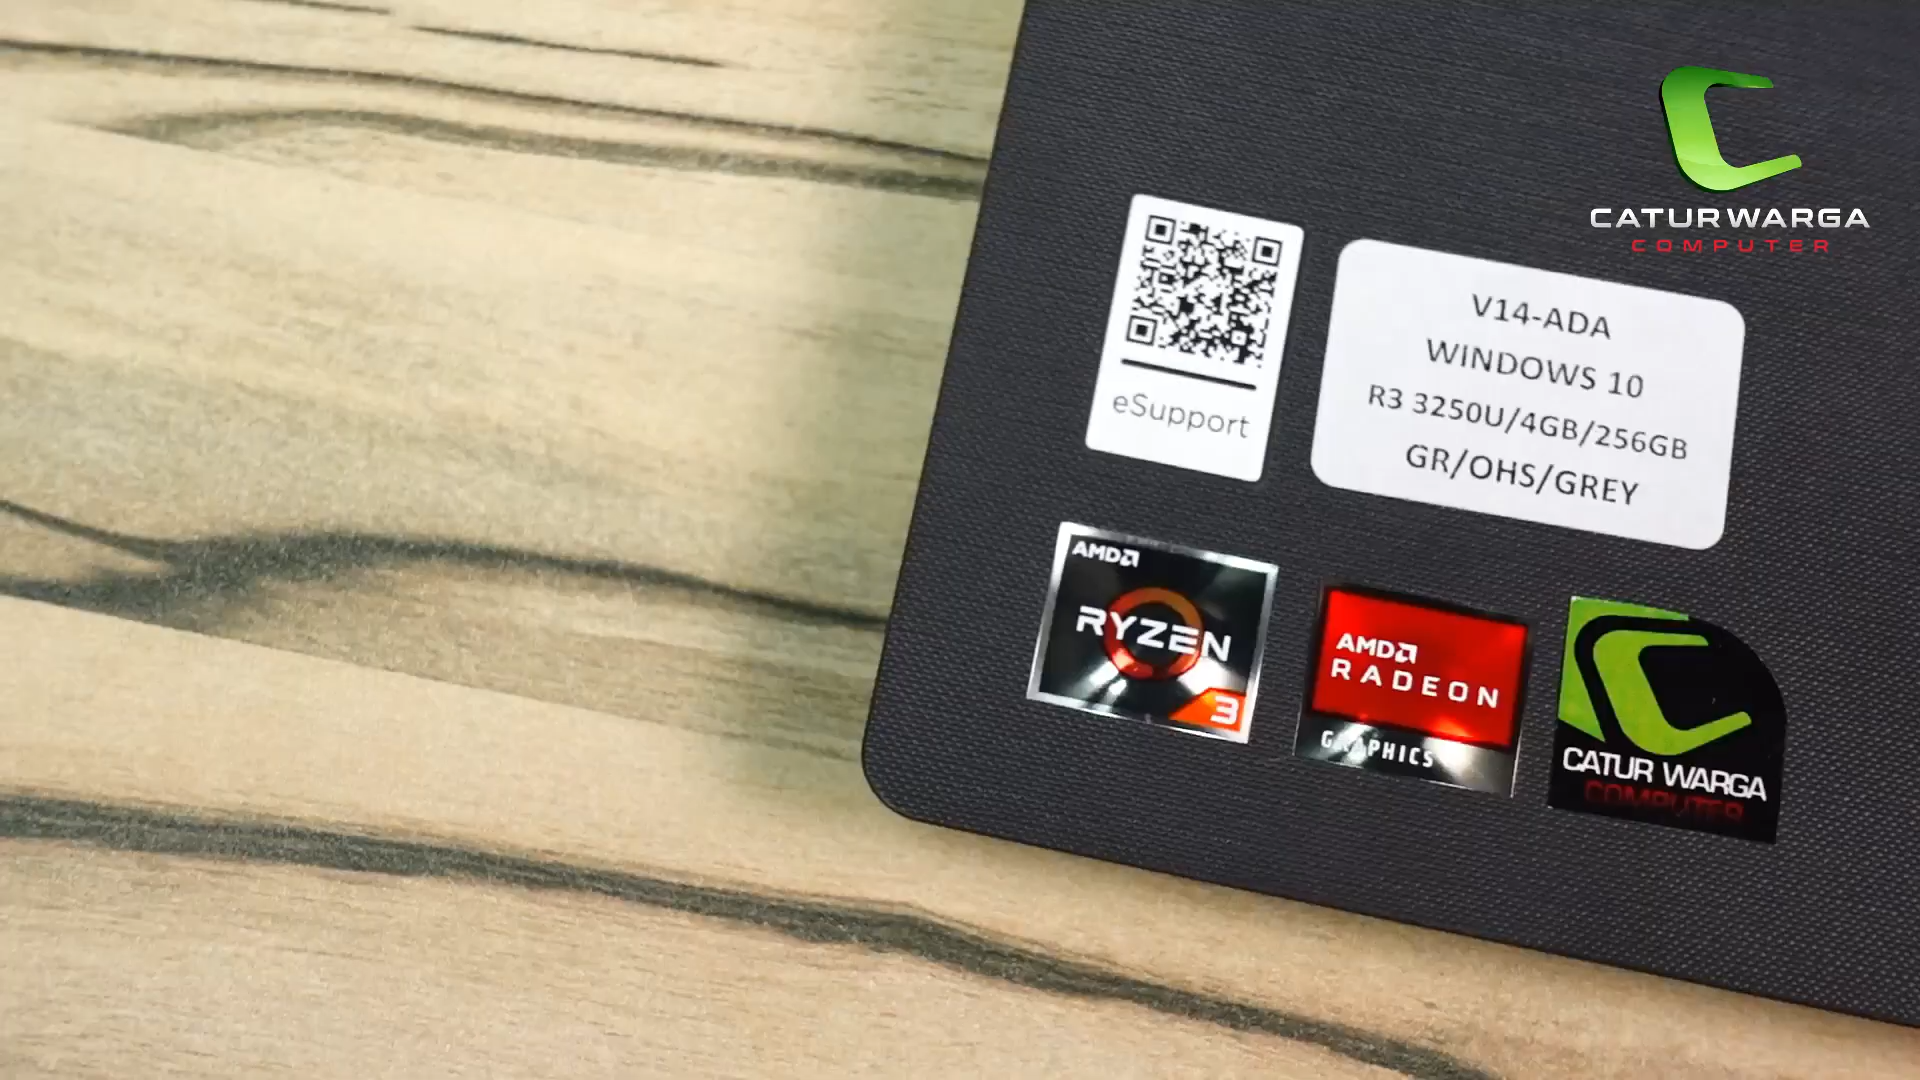 CATURWARGA
COMPUTER
eSupport
V14-ADA
WINDOWS 10
R3 3250U/4GB/256GB
GR/OHS/GREY
AMD
RYZEN
3
AMD
RADEON
GRAPHICS
CATUR WARGA
COMPUTER